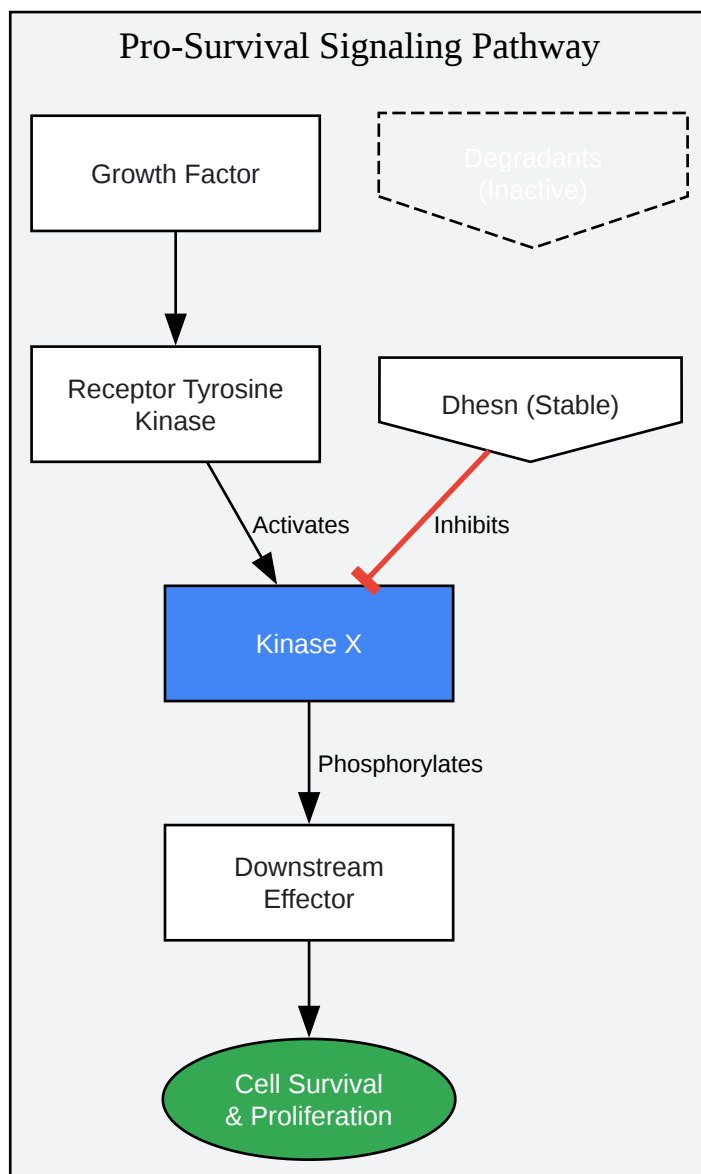 Pro-Survival Signaling Pathway
Growth Factor
Degradants
(Inactive)
Receptor Tyrosine
Kinase
Dhesn (Stable)
Activates
Inhibits
Kinase X
Phosphorylates
Downstream
Effector
Cell Survival
& Proliferation